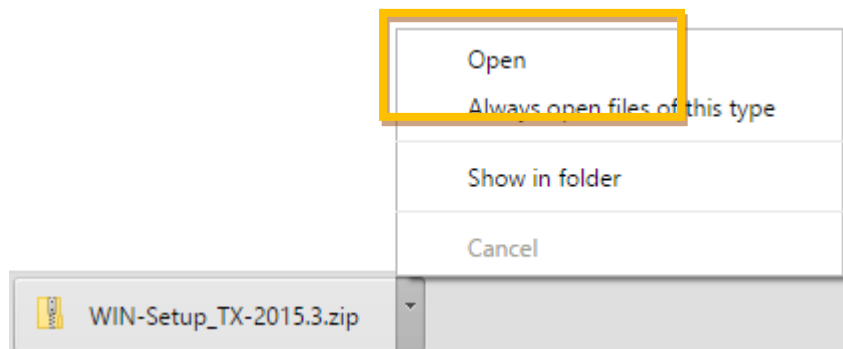 Open
Always open files of this type
Show in folder
Cancel
WIN-Setup_TX-2015.3.zip